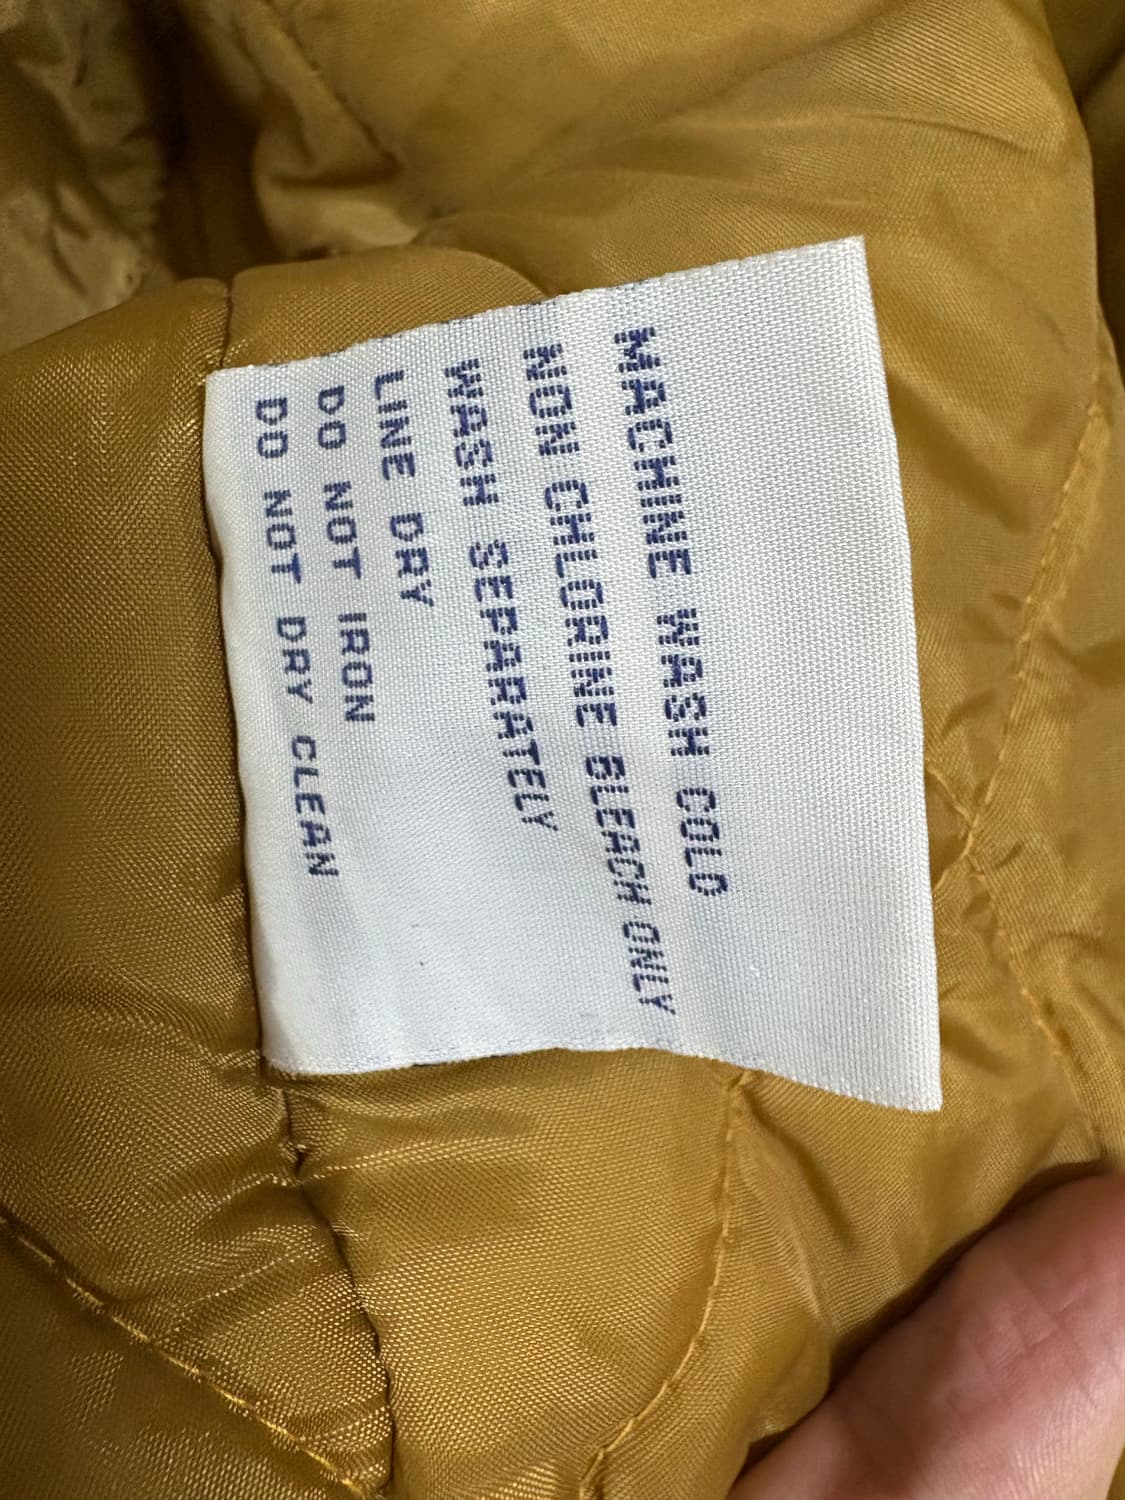 MACHINE WASH COLD
NON CHLORINE BLEACH ONLY
WASH SEPARATELY
LINE DRY
DO NOT IRON
DO NOT DRY CLEAN